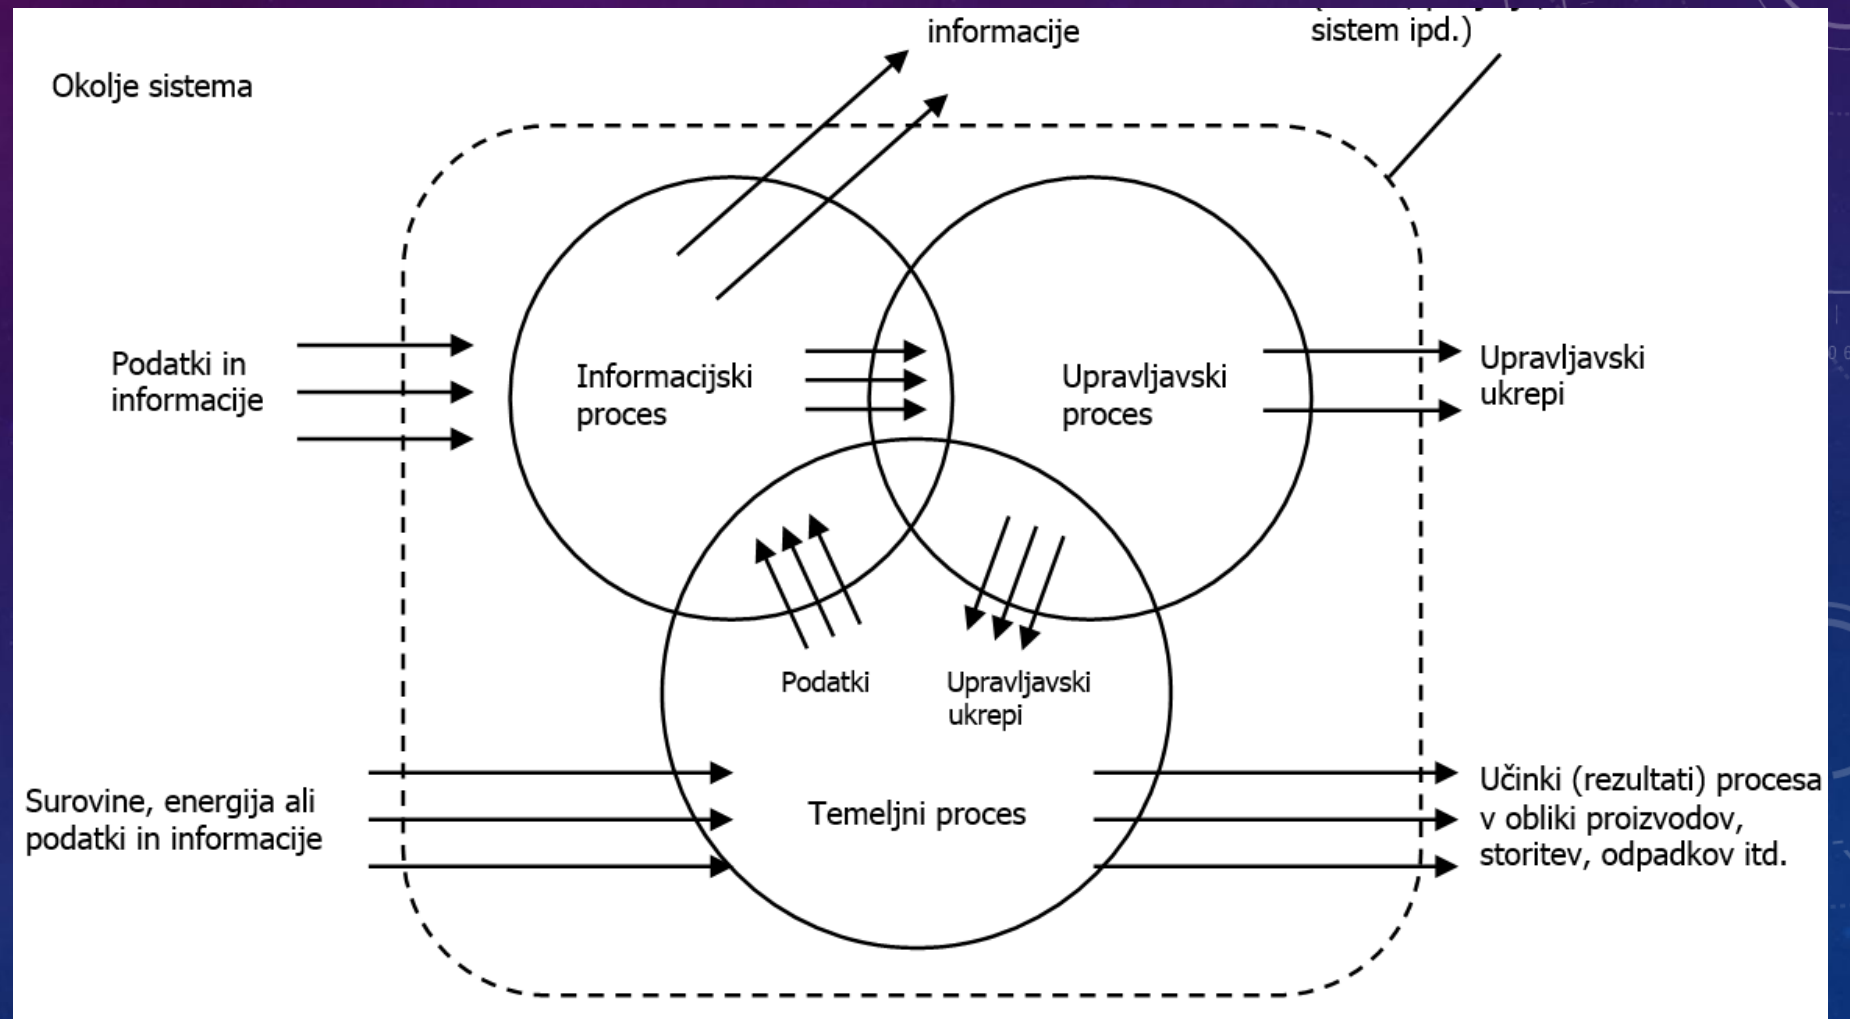 informacije
sistem ipd.)
Okolje sistema
Podatki in
informacije
Informacijski
proces
Upravljavski
proces
Upravljavski
ukrepi
Podatki
Upravljavski
ukrepi
Surovine, energija ali
podatki in informacije
Temeljni proces
Učinki (rezultati) procesa
v obliki proizvodov,
storitev, odpadkov itd.